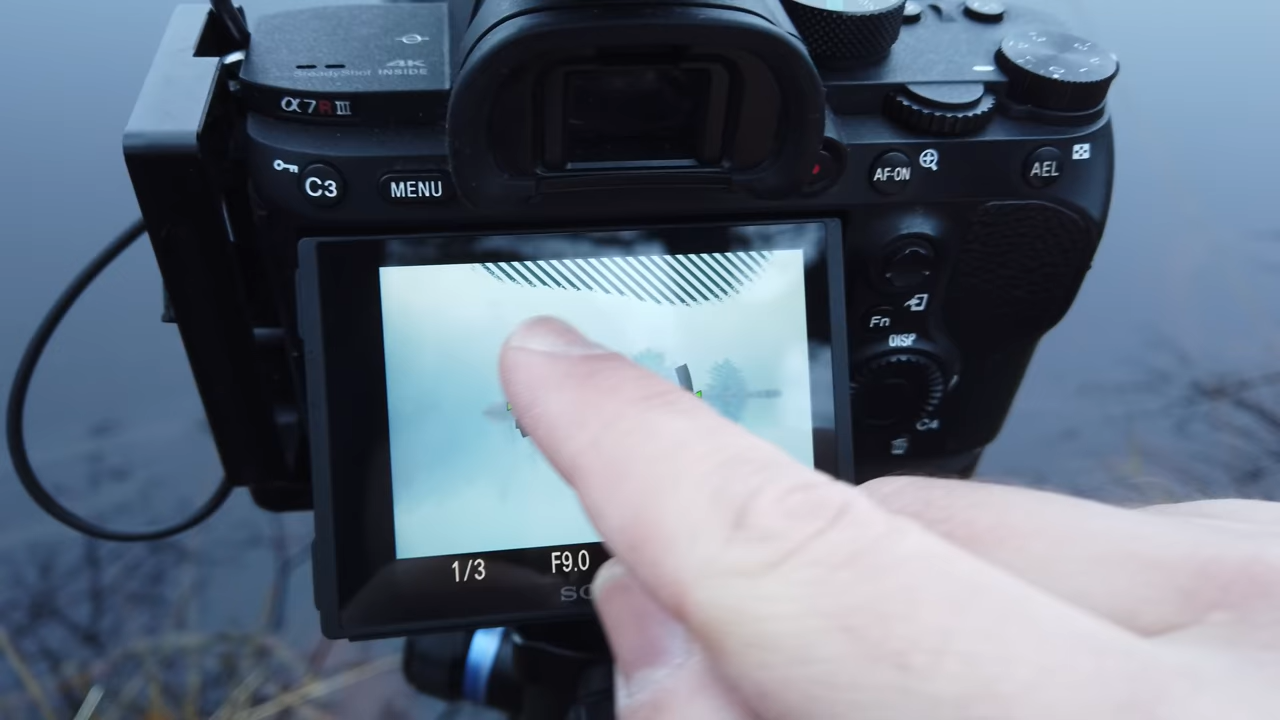 4K
SteadyShot INSIDE
α7RIII
C3
MENU
AF-ON
AEL
Fn
DISP
C4
1/3
F9.0